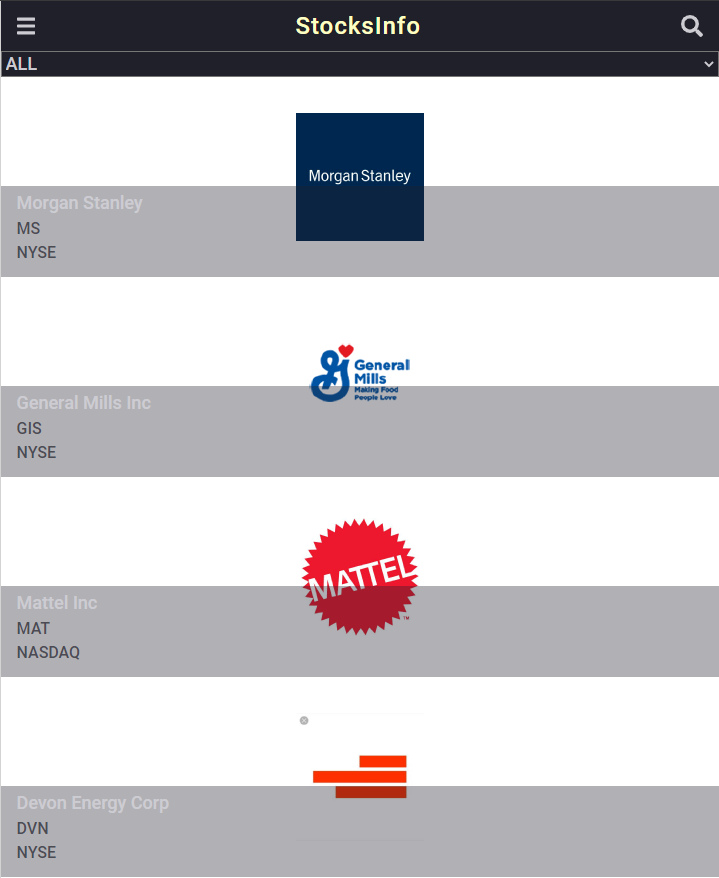 StocksInfo
ALL
Morgan Stanley
Morgan Stanley
MS
NYSE
General
Mills
Making Food
People Love
General Mills Inc
GIS
NYSE
MATTEL
™
Mattel Inc
MAT
NASDAQ
Devon Energy Corp
DVN
NYSE